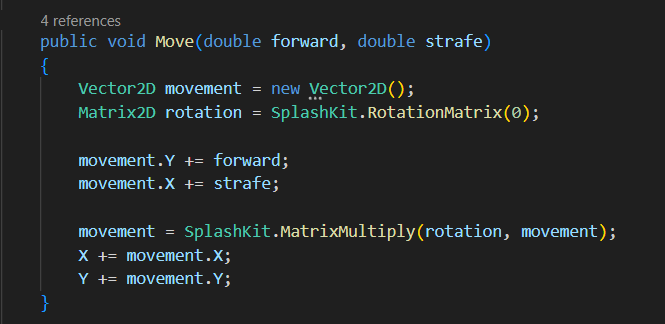 4 references
public void Move(double forward, double strafe)
{
Vector2D movement = new Vector2D();
Matrix2D rotation = SplashKit.RotationMatrix(0);
movement.Y += forward;
movement.X += strafe;
movement = SplashKit.MatrixMultiply(rotation, movement);
X += movement.X;
Y += movement.Y;
}